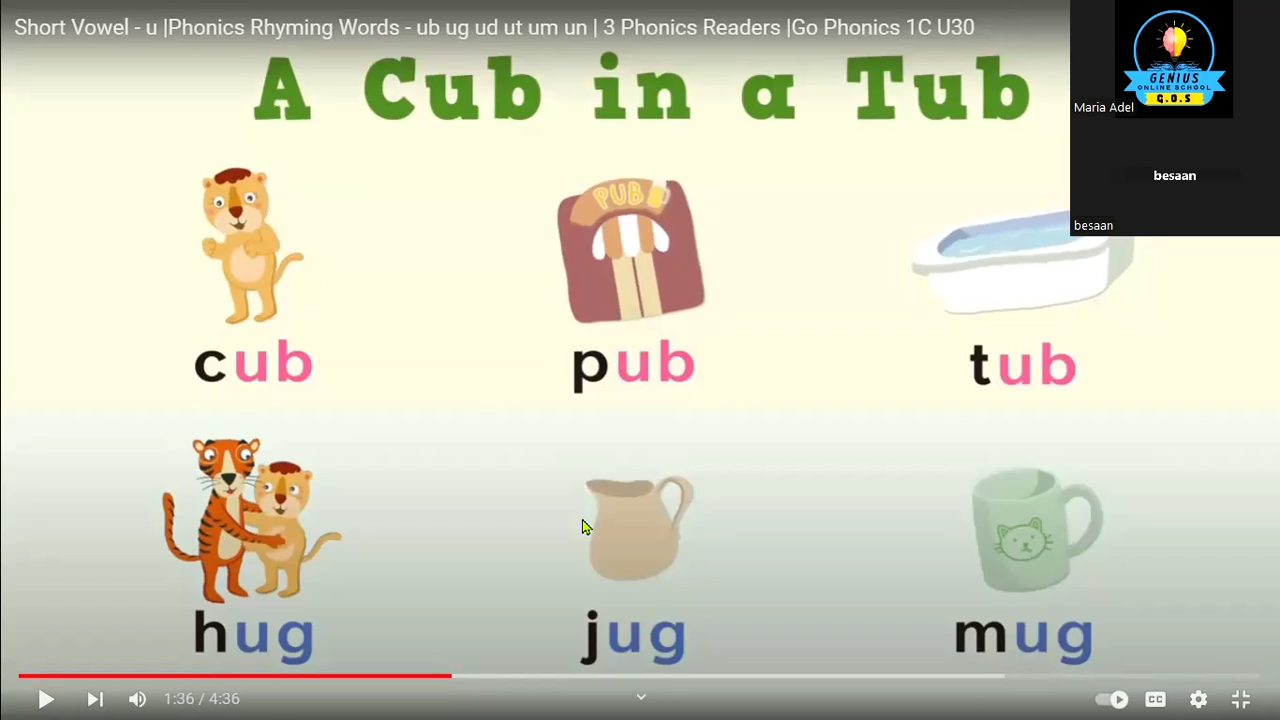 Short Vowel - u |Phonics Rhyming Words - ub ug ud ut um un | 3 Phonics Readers |Go Phonics 1C U30
A Cub in a Tub
GENIUS
ONLINE SCHOOL
G.O.S
Maria Adel
besaan
besaan
PUB
cub
pub
tub
hug
jug
mug
1:36 / 4:36
CC